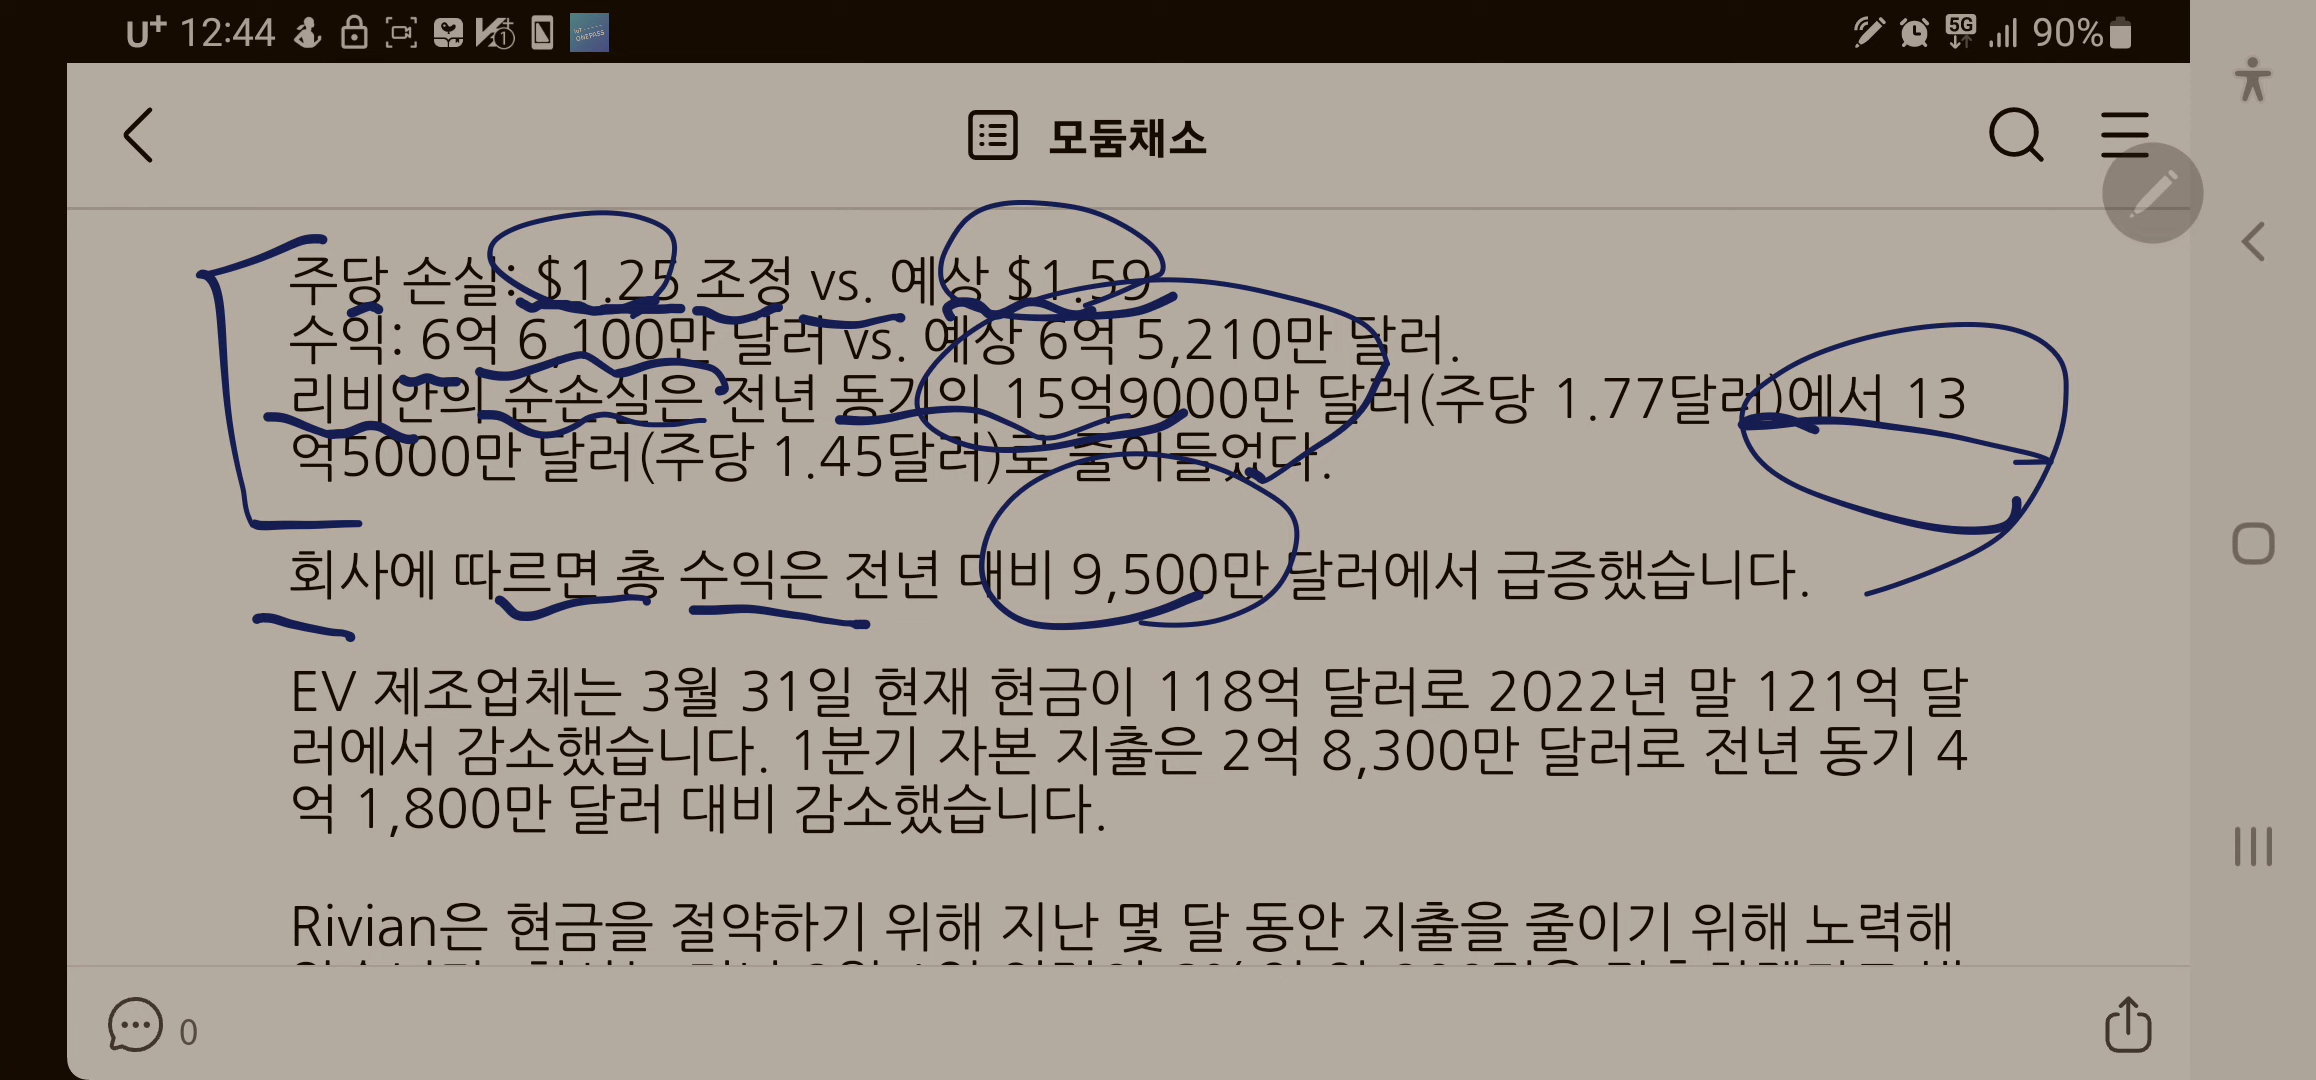 U+ 12:44 5G 90%
모둠채소
주당 손실: $1.25 조정 vs. 예상 $1.59
수익: 6억 6,100만 달러 vs. 예상 6억 5,210만 달러.
리비안의 순손실은 전년 동기의 15억9000만 달러(주당 1.77달러)에서 13
억5000만 달러(주당 1.45달러)로 줄어들었다.
회사에 따르면 총 수익은 전년 대비 9,500만 달러에서 급증했습니다.
EV 제조업체는 3월 31일 현재 현금이 118억 달러로 2022년 말 121억 달
러에서 감소했습니다. 1분기 자본 지출은 2억 8,300만 달러로 전년 동기 4
억 1,800만 달러 대비 감소했습니다.
Rivian은 현금을 절약하기 위해 지난 몇 달 동안 지출을 줄이기 위해 노력해
0